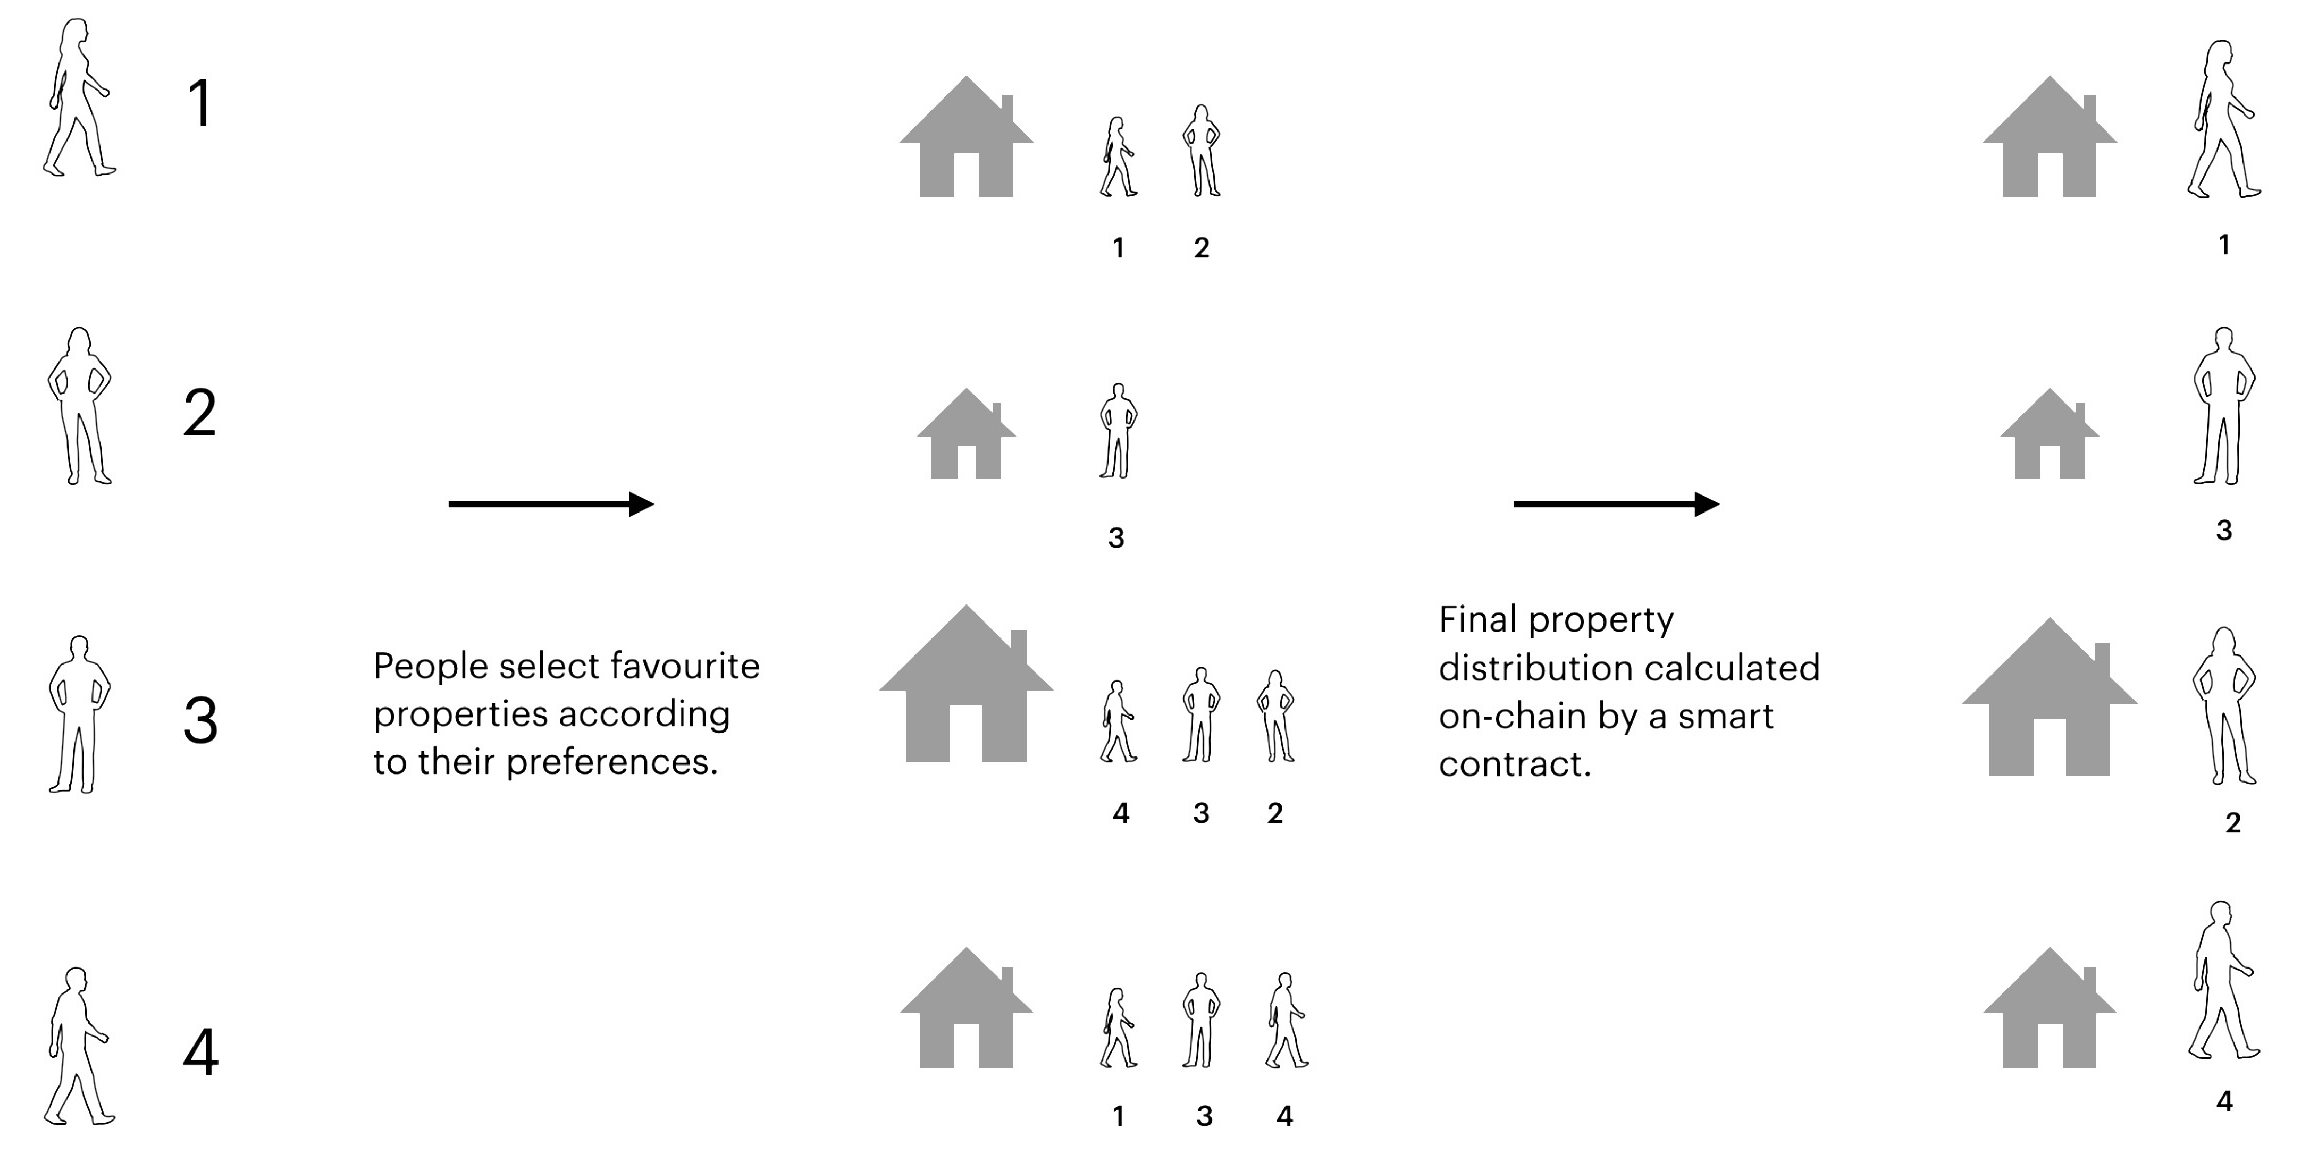 1
2
3
4
People select favourite
properties according
to their preferences.
1 2
3
4 3 2
1 3 4
Final property
distribution calculated
on-chain by a smart
contract.
1
3
2
4